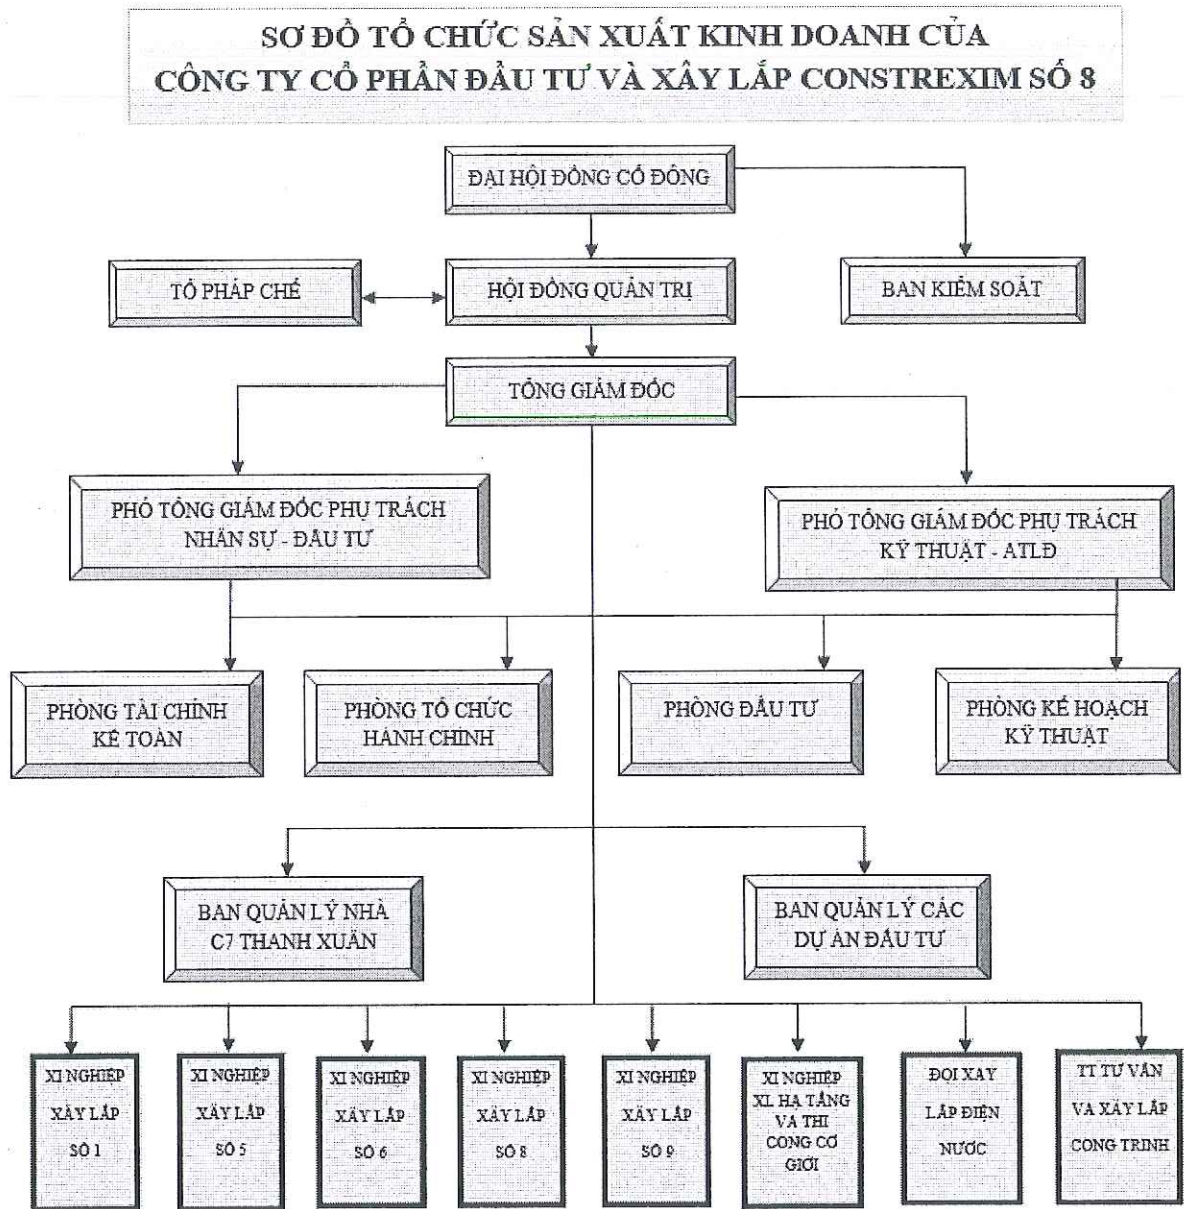 SƠ ĐỒ TỔ CHỨC SẢN XUẤT KINH DOANH CỦA
CÔNG TY CỔ PHẦN ĐẦU TƯ VÀ XÂY LẮP CONSTREXIM SỐ 8
ĐẠI HỘI ĐỒNG CỔ ĐÔNG
TỔ PHÁP CHẾ
HỘI ĐỒNG QUẢN TRỊ
BAN KIỂM SOÁT
TỔNG GIÁM ĐỐC
PHÓ TỔNG GIÁM ĐỐC PHỤ TRÁCH
NHÂN SỰ - ĐẦU TƯ
PHÓ TỔNG GIÁM ĐỐC PHỤ TRÁCH
KỸ THUẬT - ATLĐ
PHÒNG TÀI CHÍNH
KẾ TOÁN
PHÒNG TỔ CHỨC
HÀNH CHÍNH
PHÒNG ĐẦU TƯ
PHÒNG KẾ HOẠCH
KỸ THUẬT
BAN QUẢN LÝ NHÀ
C7 THANH XUÂN
BAN QUẢN LÝ CÁC
DỰ ÁN ĐẦU TƯ
XÍ NGHIỆP
XÂY LẮP
SỐ 1
XÍ NGHIỆP
XÂY LẮP
SỐ 5
XÍ NGHIỆP
XÂY LẮP
SỐ 6
XÍ NGHIỆP
XÂY LẮP
SỐ 8
XÍ NGHIỆP
XÂY LẮP
SỐ 9
XÍ NGHIỆP
XL HẠ TẦNG
VÀ THI
CÔNG CƠ
GIỚI
ĐỘI XÂY
LẮP ĐIỆN
NƯỚC
TT TƯ VẤN
VÀ XÂY LẮP
CÔNG TRÌNH